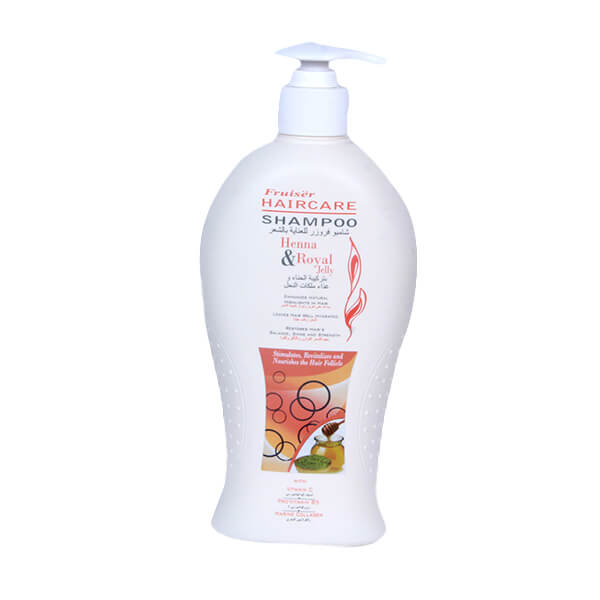 Fruisër
HAIRCARE
SHAMPOO
شامبو فروزر للعناية بالشعر
Henna
& Royal
Jelly
بتركيبة الحناء و
غذاء ملكات النحل
Enhances Natural
Highlights in Hair
Leaves Hair Well Hydrated
Restores Hair's
Balance, Shine and Strength
Stimulates, Revitalizes and
Nourishes the Hair Follicle
WITH
Vitamin C
Provitamin B5
&
Marine Collagen